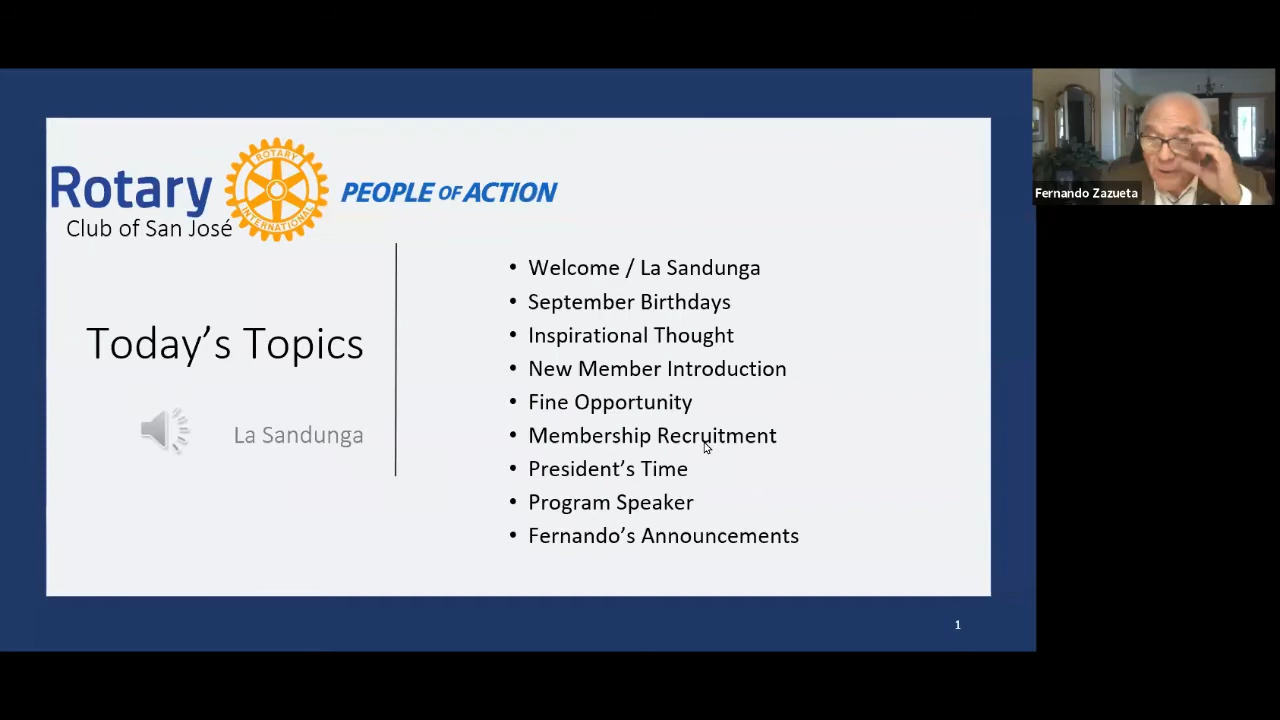 Rotary
ROTARY
INTERNATIONAL
PEOPLE OF ACTION
Club of San José
Today's Topics
La Sandunga
• Welcome / La Sandunga
• September Birthdays
• Inspirational Thought
• New Member Introduction
• Fine Opportunity
• Membership Recruitment
• President's Time
• Program Speaker
• Fernando's Announcements
1
Fernando Zazueta